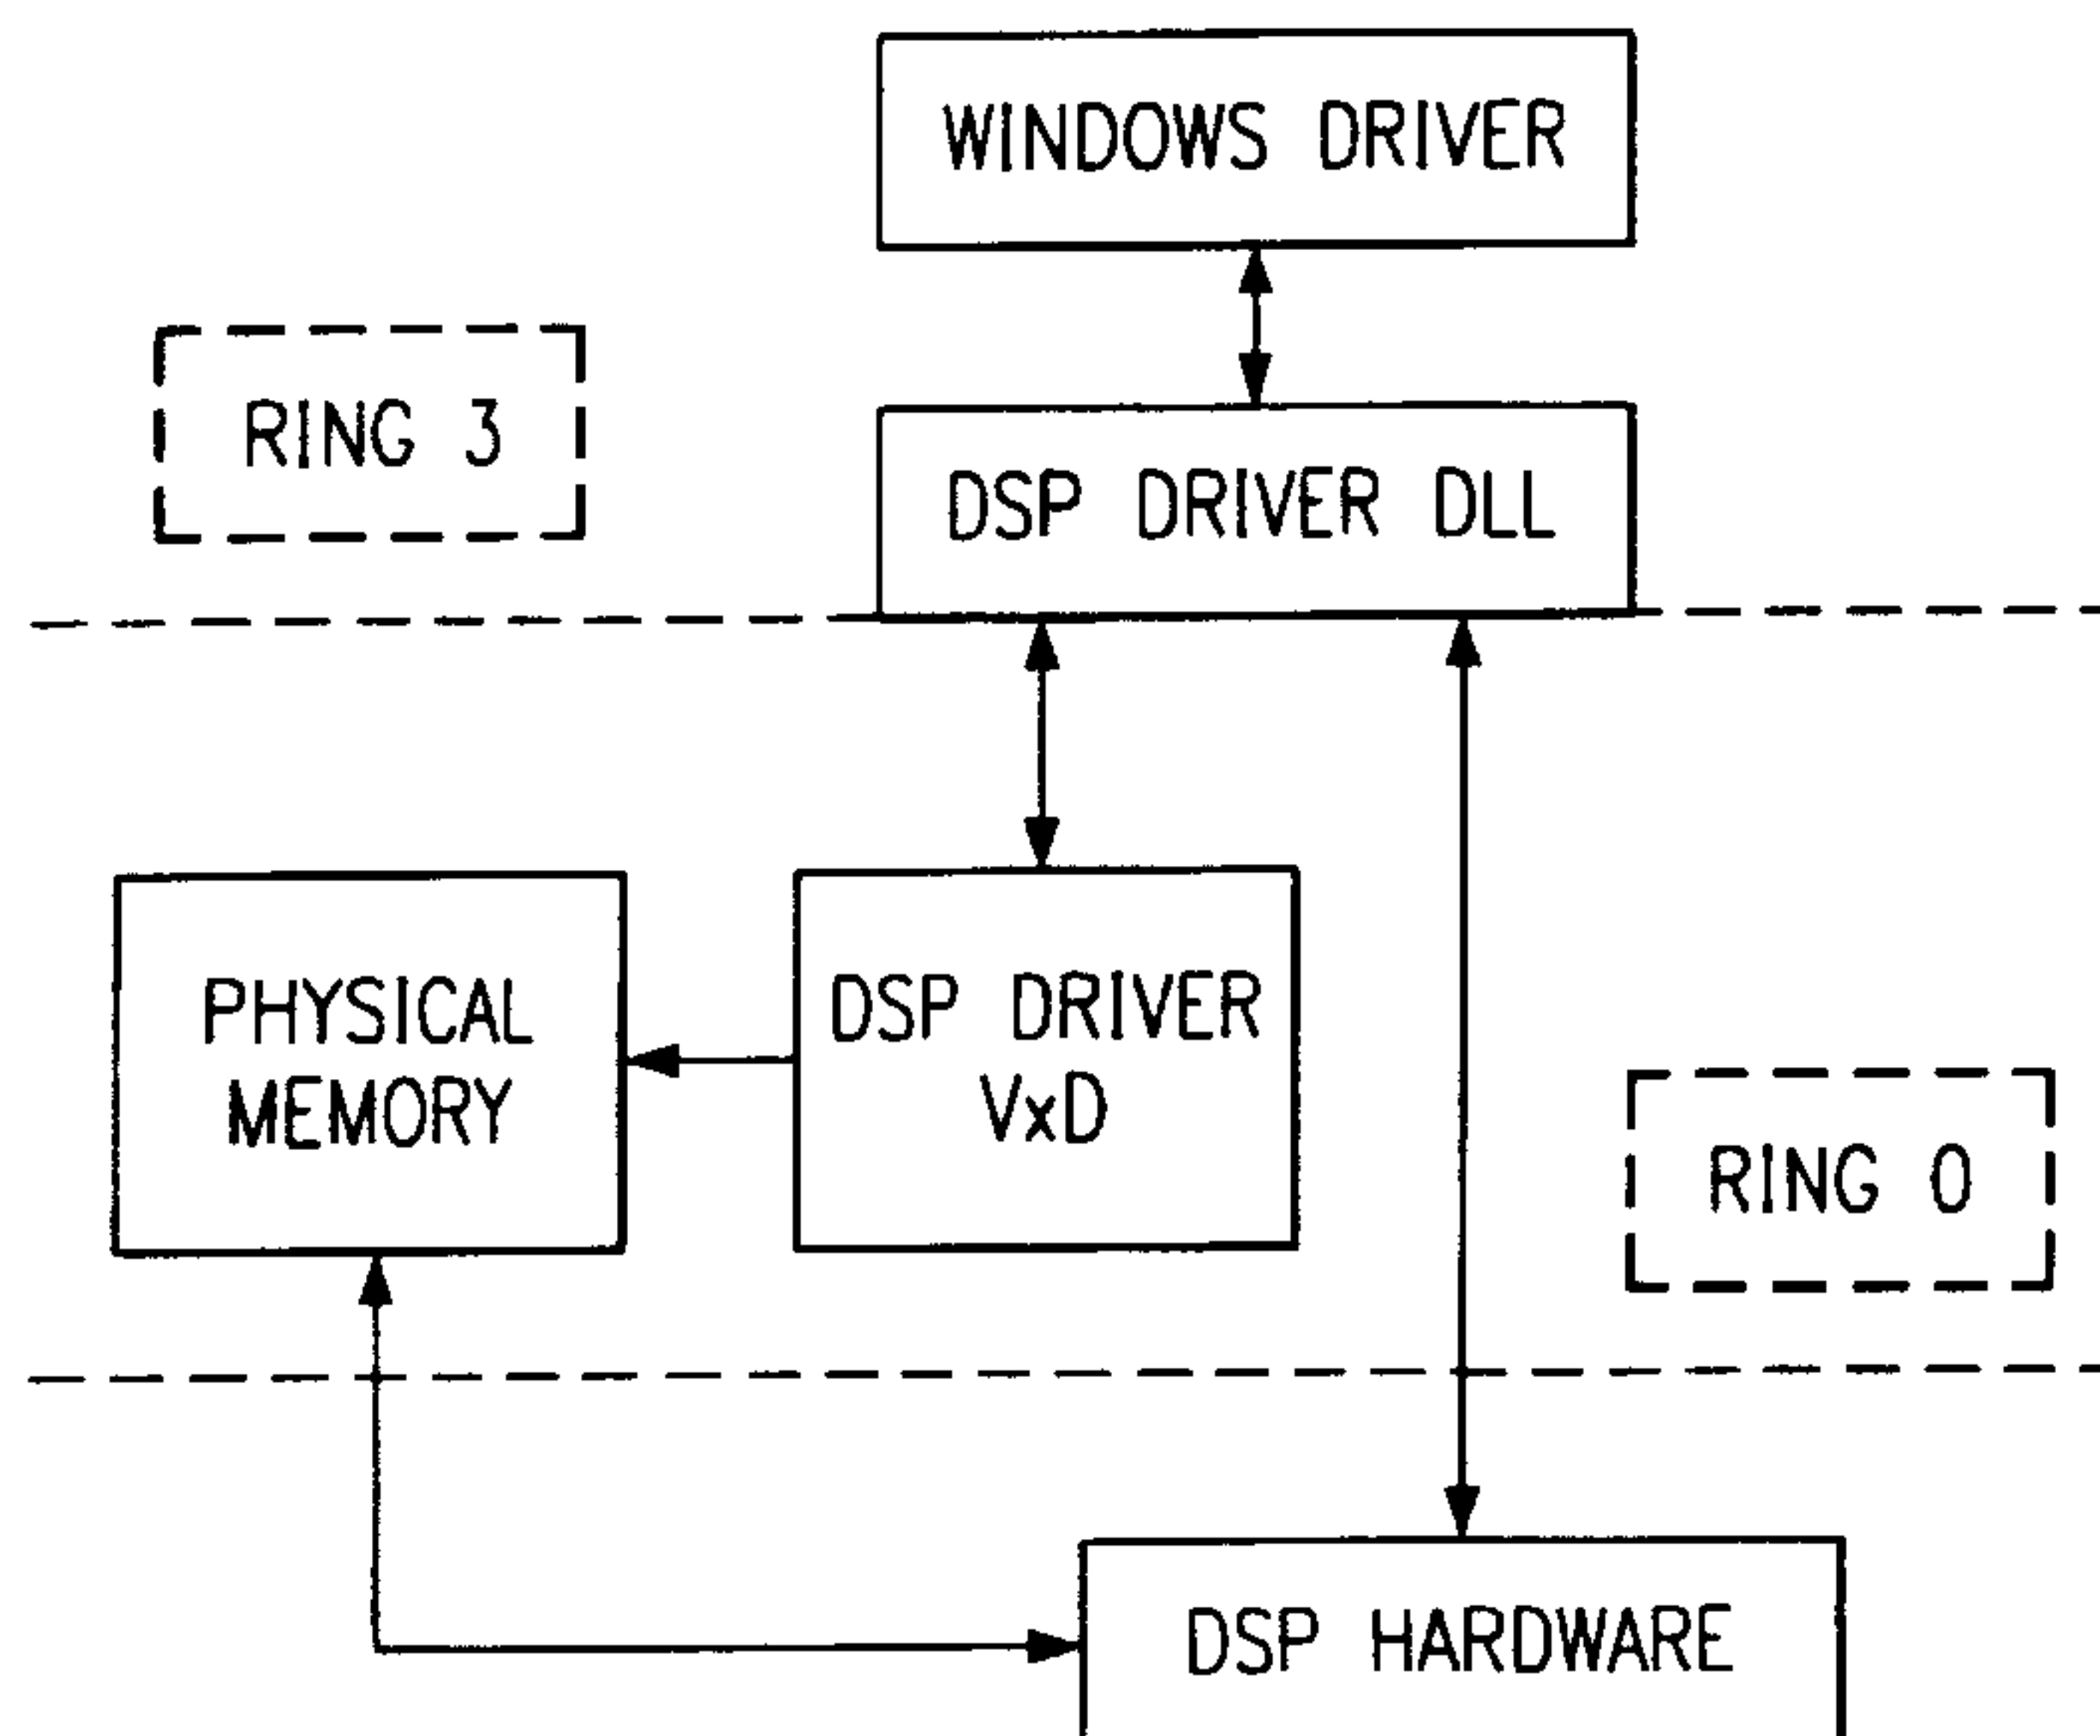 WINDOWS DRIVER
RING 3
DSP DRIVER DLL
PHYSICAL
MEMORY
DSP DRIVER
VxD
RING 0
DSP HARDWARE